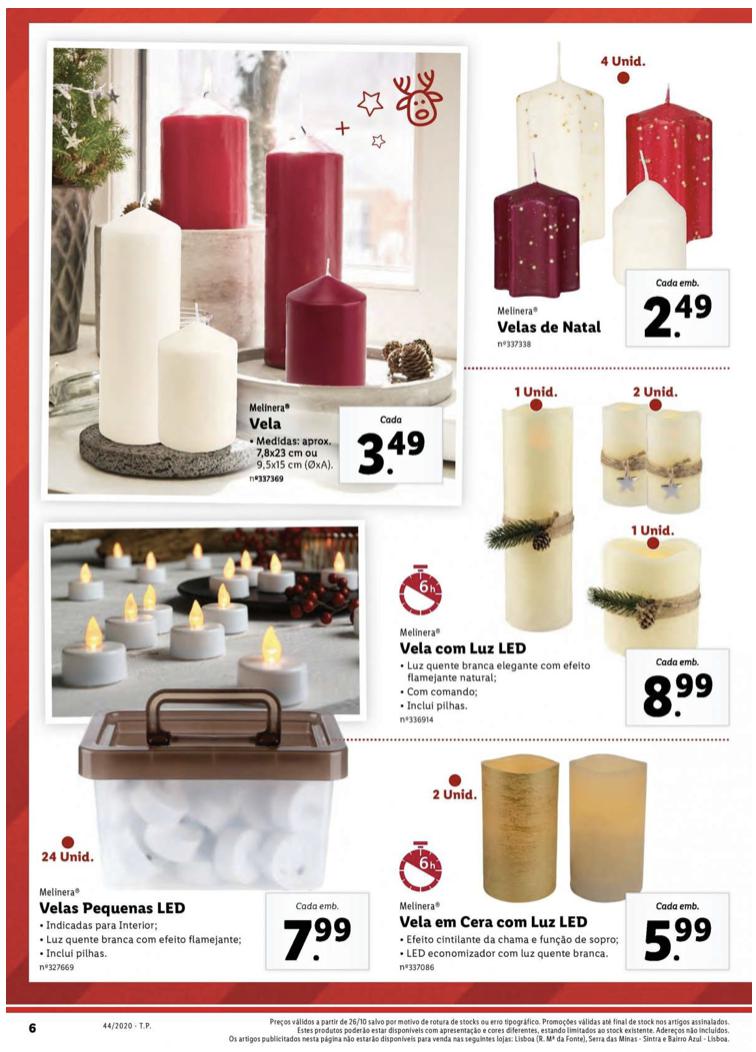 4 Unid.
Melinera®
Velas de Natal
nº337338
Cada emb.
2.49
Melinera®
Vela
• Medidas: aprox.
7,8x23 cm ou
9,5x15 cm (ØxA).
nº337369
Cada
3.49
1 Unid.
2 Unid.
1 Unid.
6h
Melinera®
Vela com Luz LED
• Luz quente branca elegante com efeito
flamejante natural;
• Com comando;
• Inclui pilhas.
nº336914
Cada emb.
8.99
24 Unid.
Melinera®
Velas Pequenas LED
• Indicadas para Interior;
• Luz quente branca com efeito flamejante;
• Inclui pilhas.
nº327669
Cada emb.
7.99
2 Unid.
6h
Melinera®
Vela em Cera com Luz LED
• Efeito cintilante da chama e função de sopro;
• LED economizador com luz quente branca.
nº337086
Cada emb.
5.99
6
44/2020 - T.P.
Preços válidos a partir de 26/10 salvo por motivo de rotura de stocks ou erro tipográfico. Promoções válidas até final de stock nos artigos assinalados.
Estes produtos poderão estar disponíveis com apresentação e cores diferentes, estando limitados ao stock existente. Adereços não incluídos.
Os artigos publicitados nesta página não estarão disponíveis para venda nas seguintes lojas: Lisboa (R. Mª da Fonte), Serra das Minas - Sintra e Bairro Azul - Lisboa.